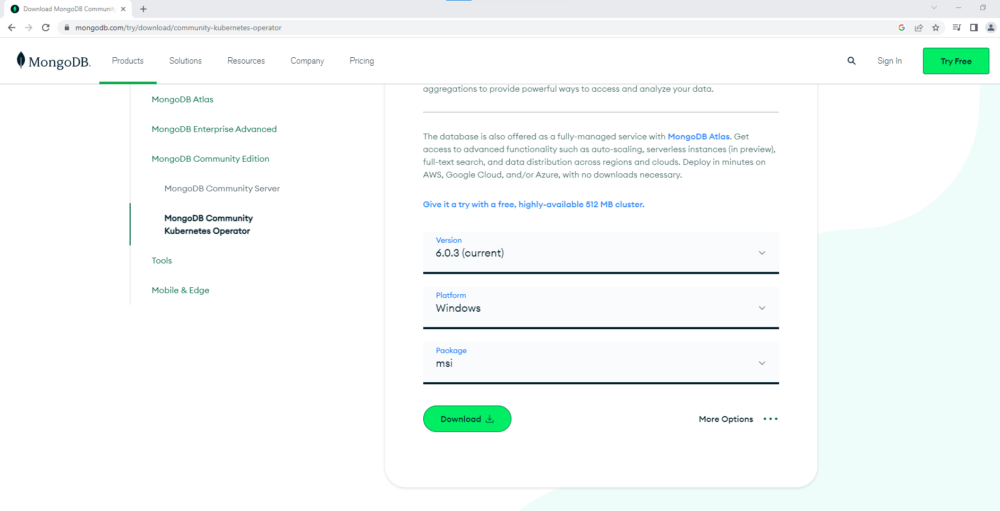 Download MongoDB Community
mongodb.com/try/download/community-kubernetes-operator
MongoDB.
Products
Solutions
Resources
Company
Pricing
Sign In
Try Free
MongoDB Atlas
MongoDB Enterprise Advanced
MongoDB Community Edition
MongoDB Community Server
MongoDB Community
Kubernetes Operator
Tools
Mobile & Edge
aggregations to provide powerful ways to access and analyze your data.
The database is also offered as a fully-managed service with MongoDB Atlas. Get
access to advanced functionality such as auto-scaling, serverless instances (in preview),
full-text search, and data distribution across regions and clouds. Deploy in minutes on
AWS, Google Cloud, and/or Azure, with no downloads necessary.
Give it a try with a free, highly-available 512 MB cluster.
Version
6.0.3 (current)
Platform
Windows
Package
msi
Download
More Options